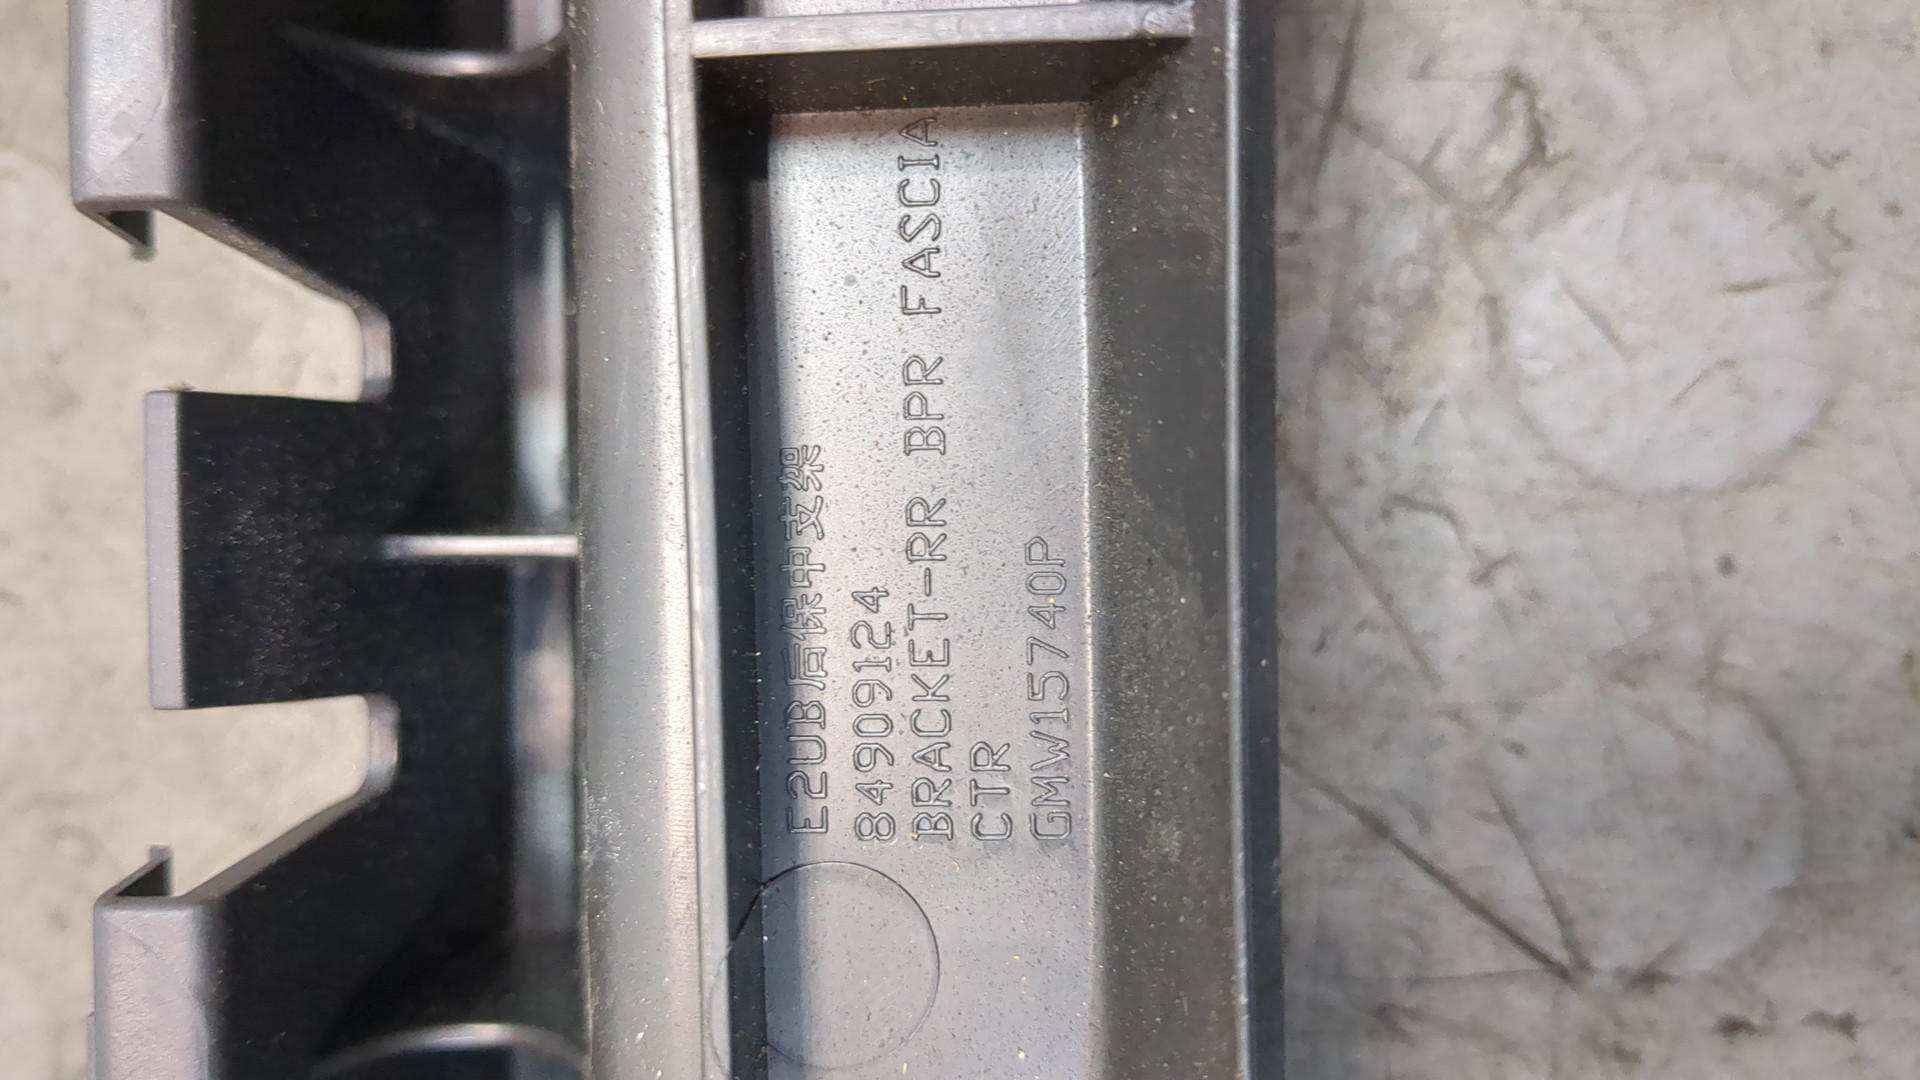 E2UB后保中支架
84909124
BRACKET-RR BPR FASCIA
CTR
GMW15740P